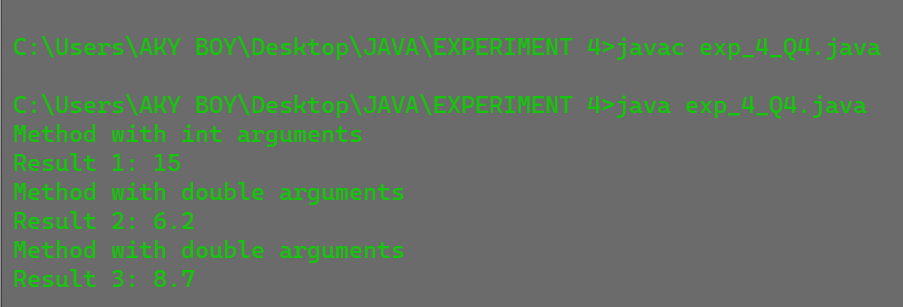 C:\Users\AKY BOY\Desktop\JAVA\EXPERIMENT 4>javac exp_4_Q4.java
C:\Users\AKY BOY\Desktop\JAVA\EXPERIMENT 4>java exp_4_Q4.java
Method with int arguments
Result 1: 15
Method with double arguments
Result 2: 6.2
Method with double arguments
Result 3: 8.7